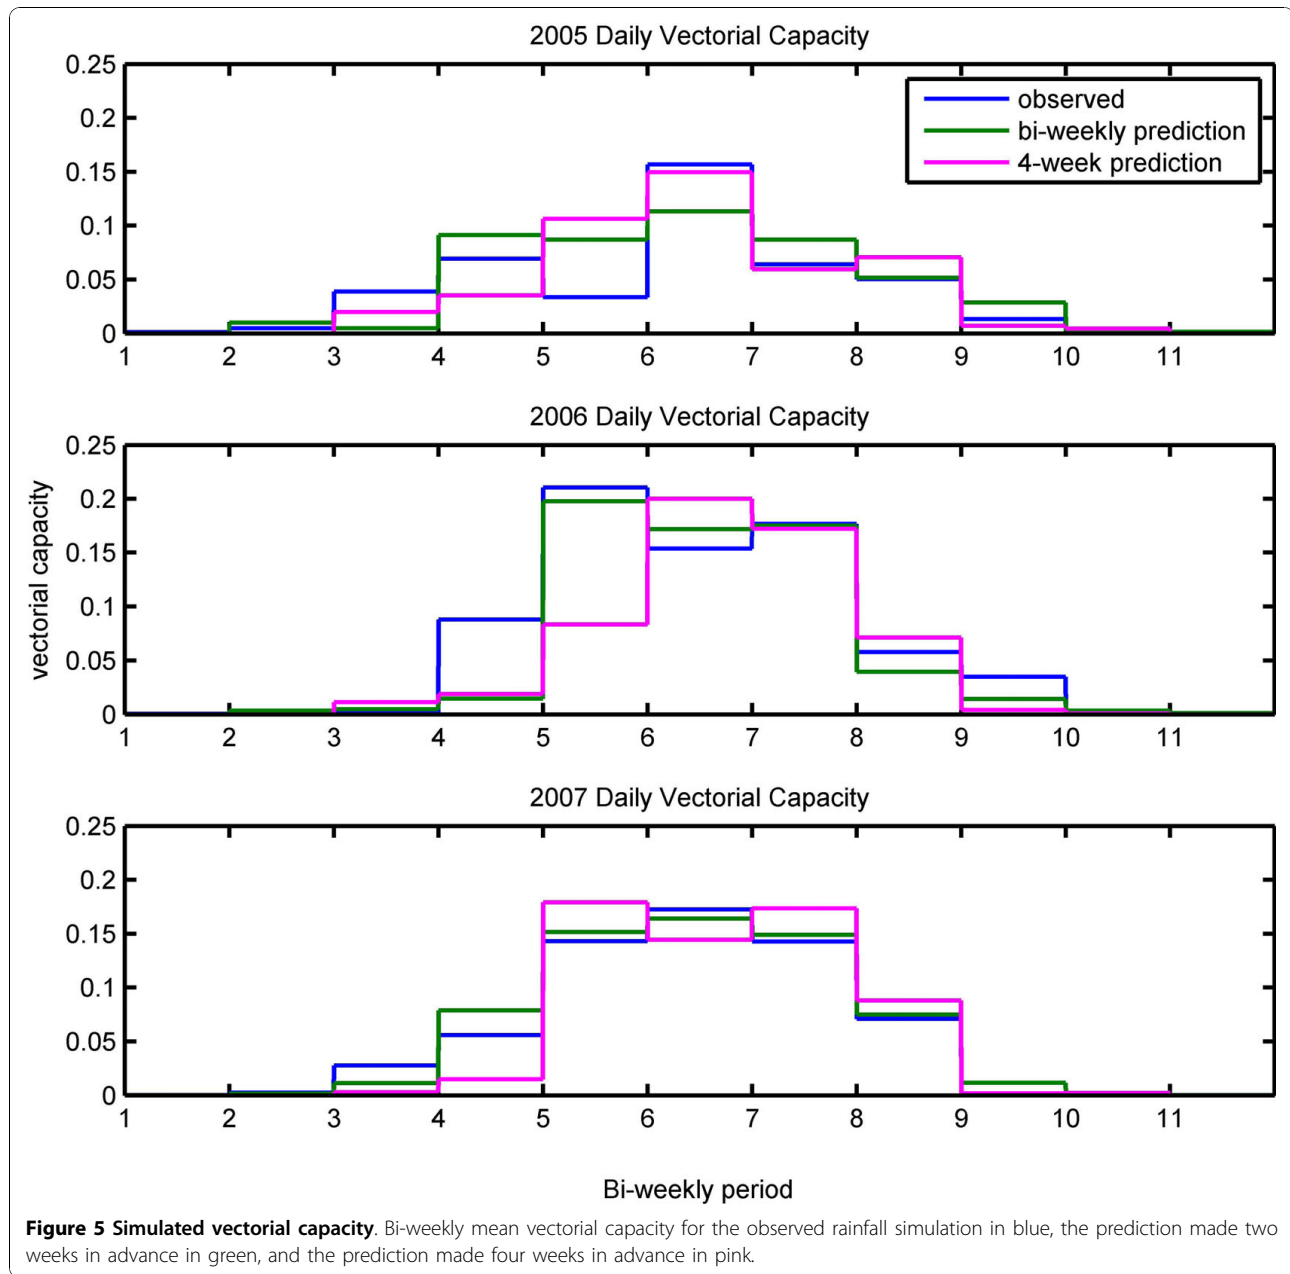 2005 Daily Vectorial Capacity
0.25
0.2
0.15
0.1
0.05
0
observed
bi-weekly prediction
4-week prediction
1 2 3 4 5 6 7 8 9 10 11
2006 Daily Vectorial Capacity
vectorial capacity
0.25
0.2
0.15
0.1
0.05
0
1 2 3 4 5 6 7 8 9 10 11
2007 Daily Vectorial Capacity
0.25
0.2
0.15
0.1
0.05
0
1 2 3 4 5 6 7 8 9 10 11
Bi-weekly period
Figure 5 Simulated vectorial capacity. Bi-weekly mean vectorial capacity for the observed rainfall simulation in blue, the prediction made two
weeks in advance in green, and the prediction made four weeks in advance in pink.